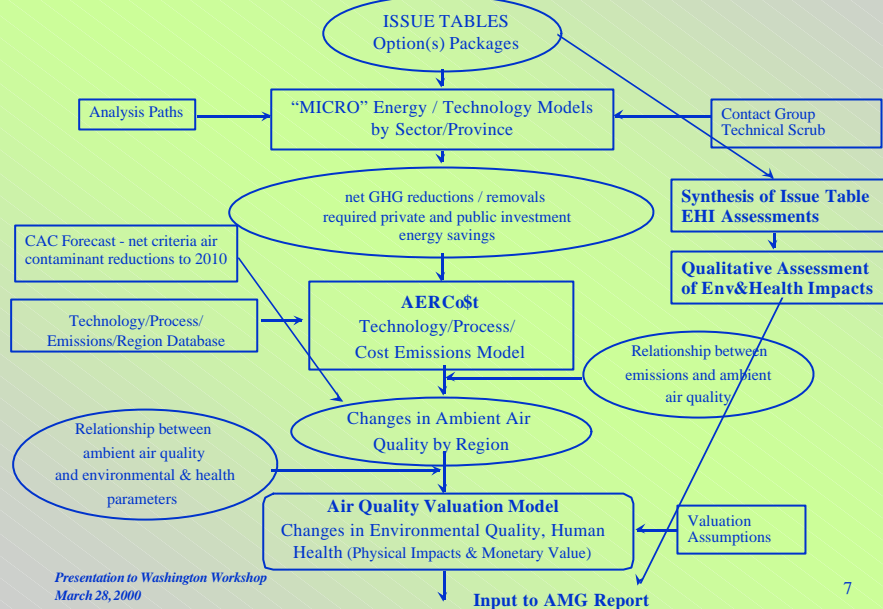 ISSUE TABLES
Option(s) Packages
Analysis Paths
“MICRO” Energy / Technology Models
by Sector/Province
Contact Group
Technical Scrub
net GHG reductions / removals
required private and public investment
energy savings
Synthesis of Issue Table
EHI Assessments
CAC Forecast - net criteria air
contaminant reductions to 2010
Qualitative Assessment
of Env&Health Impacts
AERCo$t
Technology/Process/
Cost Emissions Model
Technology/Process/
Emissions/Region Database
Relationship between
emissions and ambient
air quality
Changes in Ambient Air
Quality by Region
Relationship between
ambient air quality
and environmental & health
parameters
Air Quality Valuation Model
Changes in Environmental Quality, Human
Health (Physical Impacts & Monetary Value)
Valuation
Assumptions
Presentation to Washington Workshop
March 28, 2000
Input to AMG Report
7